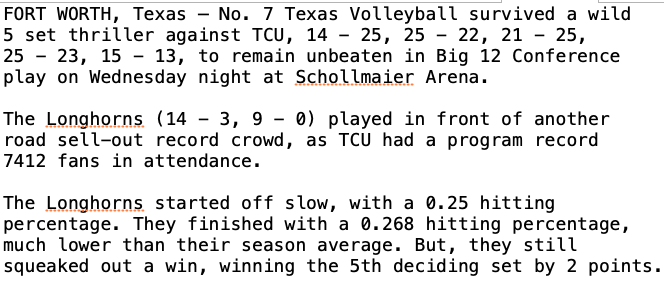 FORT WORTH, Texas – No. 7 Texas Volleyball survived a wild
5 set thriller against TCU, 14 – 25, 25 – 22, 21 – 25,
25 – 23, 15 – 13, to remain unbeaten in Big 12 Conference
play on Wednesday night at Schollmaier Arena.

The Longhorns (14 – 3, 9 – 0) played in front of another
road sell-out record crowd, as TCU had a program record
7412 fans in attendance.

The Longhorns started off slow, with a 0.25 hitting
percentage. They finished with a 0.268 hitting percentage,
much lower than their season average. But, they still
squeaked out a win, winning the 5th deciding set by 2 points.